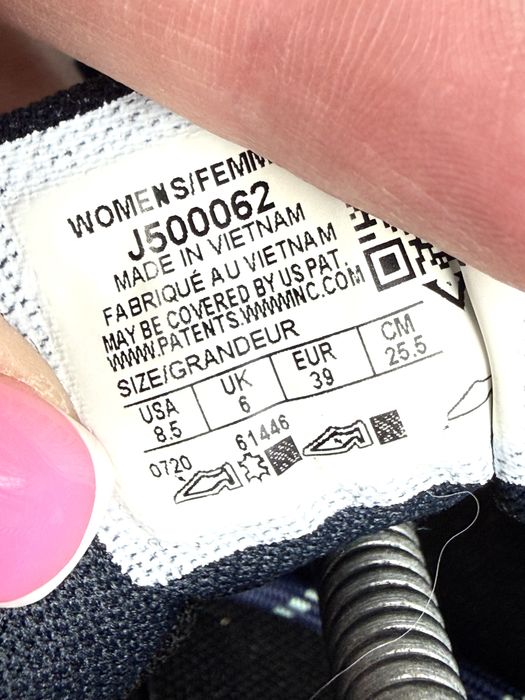 WOMENS/FEMM
J500062
MADE IN VIETNAM
FABRIQUÉ AU VIETNAM
MAY BE COVERED BY US PAT.
WWW.PATENTS.WWWINC.COM
SIZE/GRANDEUR
USA UK EUR CM
8.5 6 39 25.5
0720 61446